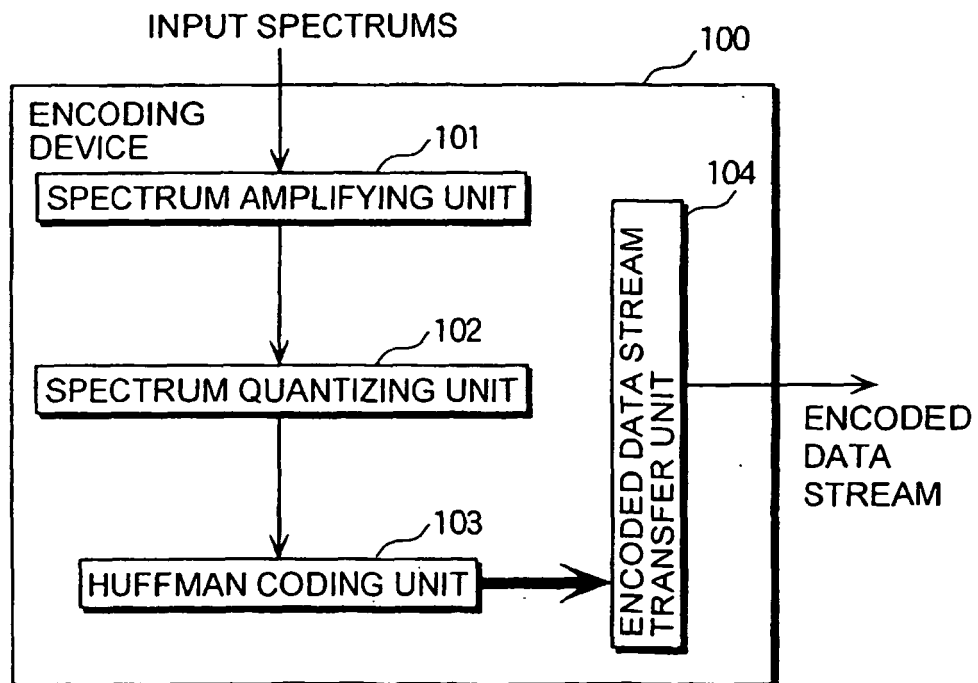 INPUT SPECTRUMS
100
ENCODING
DEVICE
101
SPECTRUM AMPLIFYING UNIT
104
102
SPECTRUM QUANTIZING UNIT
103
HUFFMAN CODING UNIT
ENCODED DATA STREAM
TRANSFER UNIT
ENCODED
DATA
STREAM